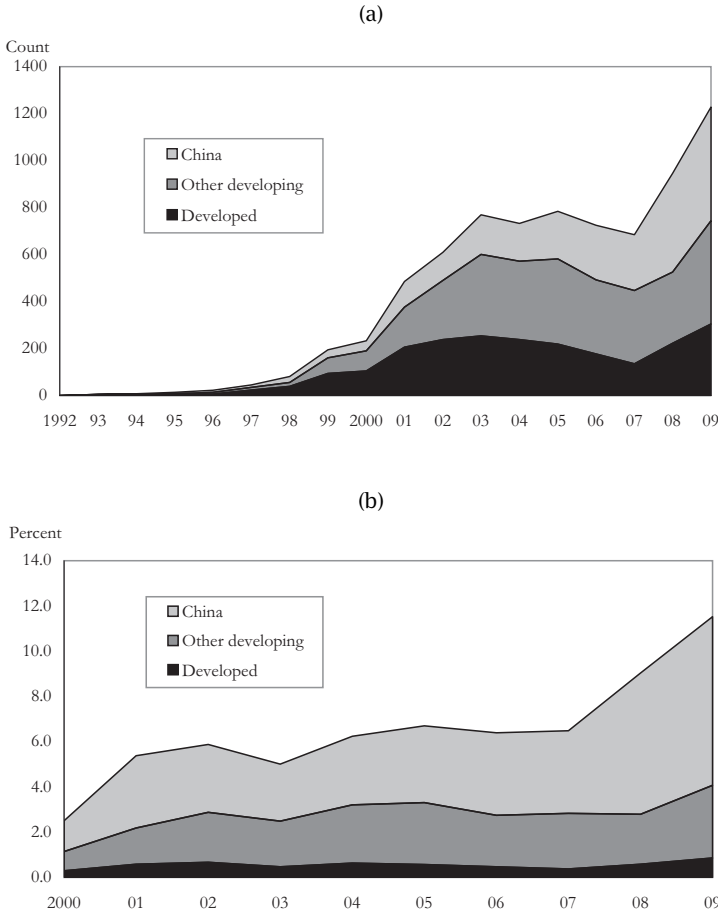 (a)
Count
1400
1200
1000
800
600
400
200
0
China
Other developing
Developed
1992 93 94 95 96 97 98 99 2000 01 02 03 04 05 06 07 08 09
(b)
Percent
14.0
12.0
10.0
8.0
6.0
4.0
2.0
0.0
China
Other developing
Developed
2000 01 02 03 04 05 06 07 08 09